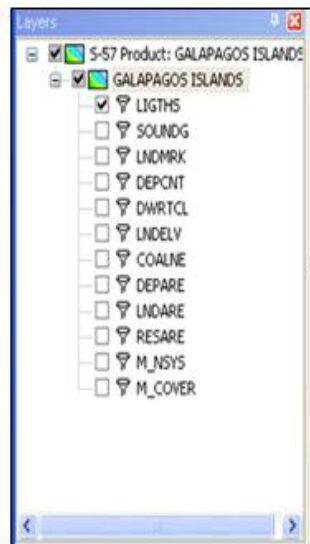 Layers
S-57 Product: GALAPAGOS ISLANDS
GALAPAGOS ISLANDS
LIGTHS
SOUNDG
LNDMRK
DEPCNT
DWRTCL
LNDELV
COALNE
DEPARE
LNDARE
RESARE
M_NSYS
M_COVER